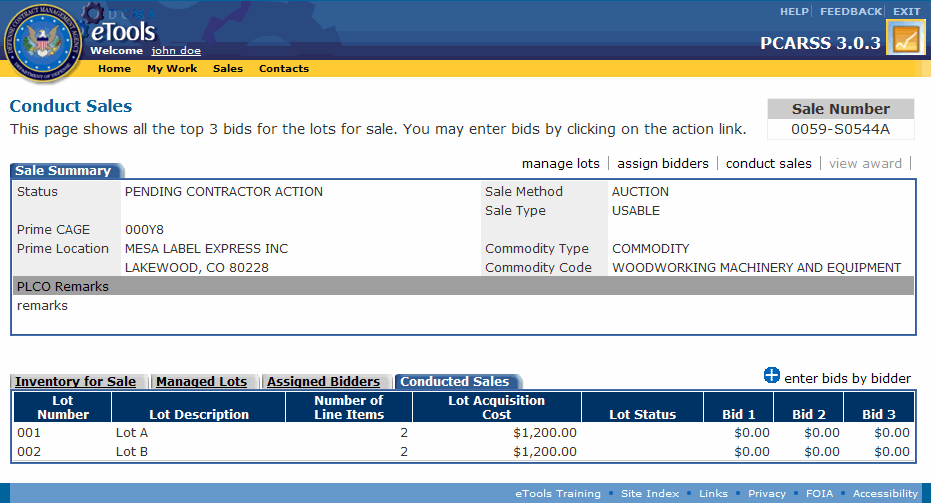 HELP FEEDBACK EXIT
DCMA
eTools
Welcome john doe
PCARSS 3.0.3
DEFENSE CONTRACT MANAGEMENT AGENCY
DEPARTMENT OF DEFENSE
Home My Work Sales Contacts
Conduct Sales
This page shows all the top 3 bids for the lots for sale. You may enter bids by clicking on the action link.
Sale Number
0059-S0544A
manage lots assign bidders conduct sales view award
Sale Summary
Status PENDING CONTRACTOR ACTION Sale Method AUCTION
Sale Type USABLE
Prime CAGE 000Y8
Prime Location MESA LABEL EXPRESS INC Commodity Type COMMODITY
LAKEWOOD, CO 80228 Commodity Code WOODWORKING MACHINERY AND EQUIPMENT
PLCO Remarks
remarks
Inventory for Sale Managed Lots Assigned Bidders Conducted Sales enter bids by bidder
Lot Number Lot Description Number of Line Items Lot Acquisition Cost Lot Status Bid 1 Bid 2 Bid 3
001 Lot A 2 $1,200.00 $0.00 $0.00 $0.00
002 Lot B 2 $1,200.00 $0.00 $0.00 $0.00
eTools Training Site Index Links Privacy FOIA Accessibility